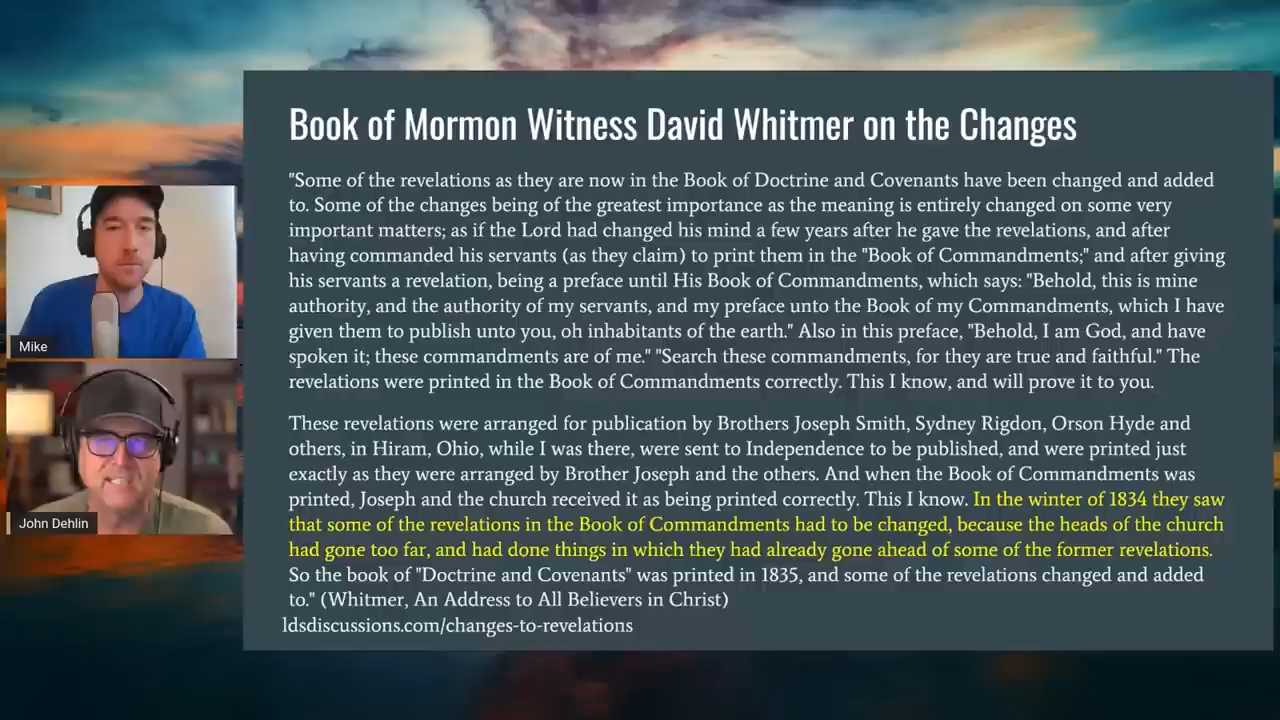 Book of Mormon Witness David Whitmer on the Changes
"Some of the revelations as they are now in the Book of Doctrine and Covenants have been changed and added
to. Some of the changes being of the greatest importance as the meaning is entirely changed on some very
important matters; as if the Lord had changed his mind a few years after he gave the revelations, and after
having commanded his servants (as they claim) to print them in the "Book of Commandments;" and after giving
his servants a revelation, being a preface until His Book of Commandments, which says: "Behold, this is mine
authority, and the authority of my servants, and my preface unto the Book of my Commandments, which I have
given them to publish unto you, oh inhabitants of the earth." Also in this preface, "Behold, I am God, and have
spoken it; these commandments are of me." "Search these commandments, for they are true and faithful." The
revelations were printed in the Book of Commandments correctly. This I know, and will prove it to you.
These revelations were arranged for publication by Brothers Joseph Smith, Sydney Rigdon, Orson Hyde and
others, in Hiram, Ohio, while I was there, were sent to Independence to be published, and were printed just
exactly as they were arranged by Brother Joseph and the others. And when the Book of Commandments was
printed, Joseph and the church received it as being printed correctly. This I know. In the winter of 1834 they saw
that some of the revelations in the Book of Commandments had to be changed, because the heads of the church
had gone too far, and had done things in which they had already gone ahead of some of the former revelations.
So the book of "Doctrine and Covenants" was printed in 1835, and some of the revelations changed and added
to." (Whitmer, An Address to All Believers in Christ)
ldsdiscussions.com/changes-to-revelations
Mike
John Dehlin